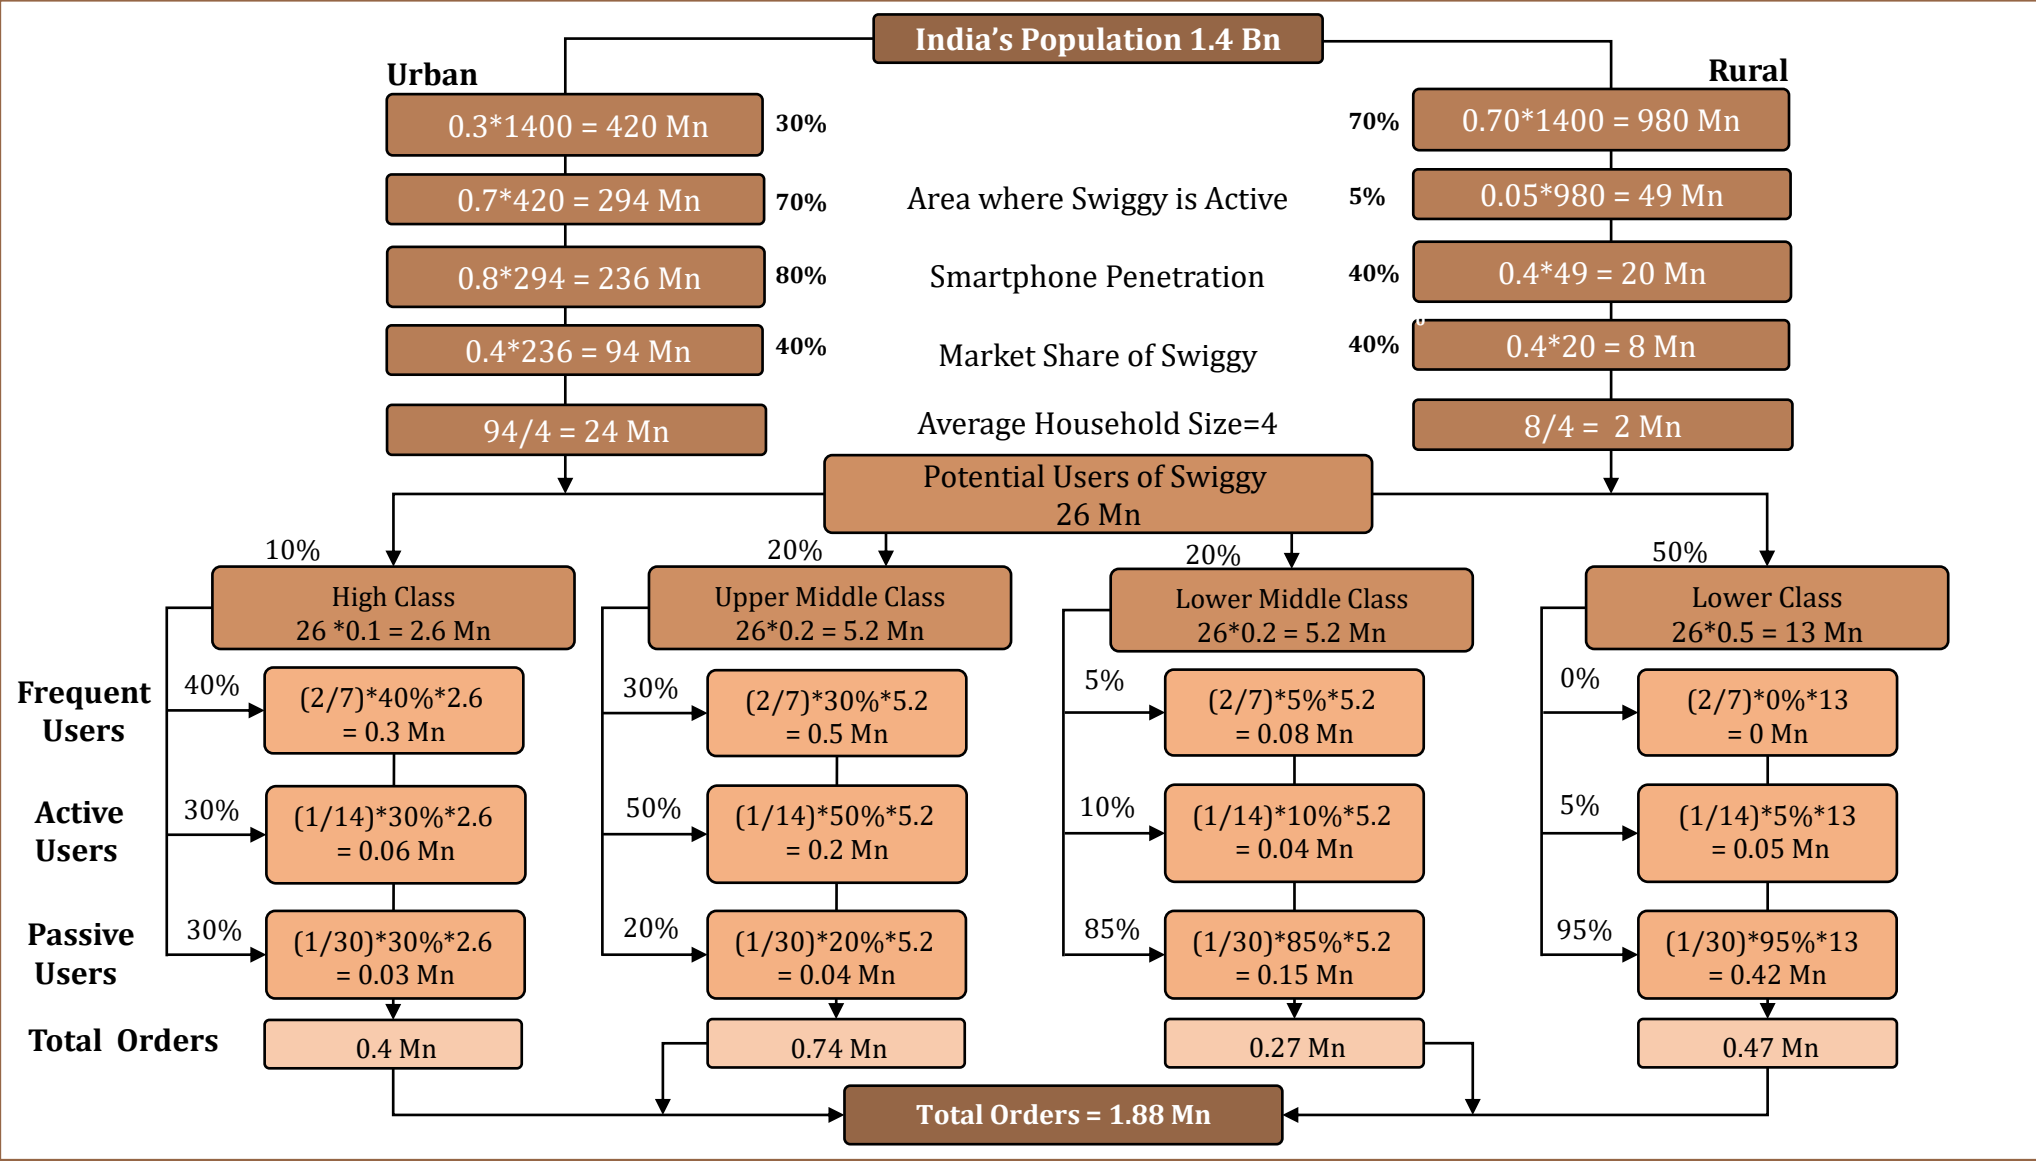 India's Population 1.4 Bn
Urban
Rural
0.3*1400 = 420 Mn
30%
70%
0.70*1400 = 980 Mn
0.7*420 = 294 Mn
70%
Area where Swiggy is Active
5%
0.05*980 = 49 Mn
0.8*294 = 236 Mn
80%
Smartphone Penetration
40%
0.4*49 = 20 Mn
0.4*236 = 94 Mn
40%
Market Share of Swiggy
40%
0.4*20 = 8 Mn
94/4 = 24 Mn
Average Household Size=4
8/4 = 2 Mn
Potential Users of Swiggy
26 Mn
10%
20%
20%
50%
High Class
26 *0.1 = 2.6 Mn
Upper Middle Class
26*0.2 = 5.2 Mn
Lower Middle Class
26*0.2 = 5.2 Mn
Lower Class
26*0.5 = 13 Mn
Frequent
Users
40%
(2/7)*40%*2.6
= 0.3 Mn
30%
(2/7)*30%*5.2
= 0.5 Mn
5%
(2/7)*5%*5.2
= 0.08 Mn
0%
(2/7)*0%*13
= 0 Mn
Active
Users
30%
(1/14)*30%*2.6
= 0.06 Mn
50%
(1/14)*50%*5.2
= 0.2 Mn
10%
(1/14)*10%*5.2
= 0.04 Mn
5%
(1/14)*5%*13
= 0.05 Mn
Passive
Users
30%
(1/30)*30%*2.6
= 0.03 Mn
20%
(1/30)*20%*5.2
= 0.04 Mn
85%
(1/30)*85%*5.2
= 0.15 Mn
95%
(1/30)*95%*13
= 0.42 Mn
Total Orders
0.4 Mn
0.74 Mn
0.27 Mn
0.47 Mn
Total Orders = 1.88 Mn